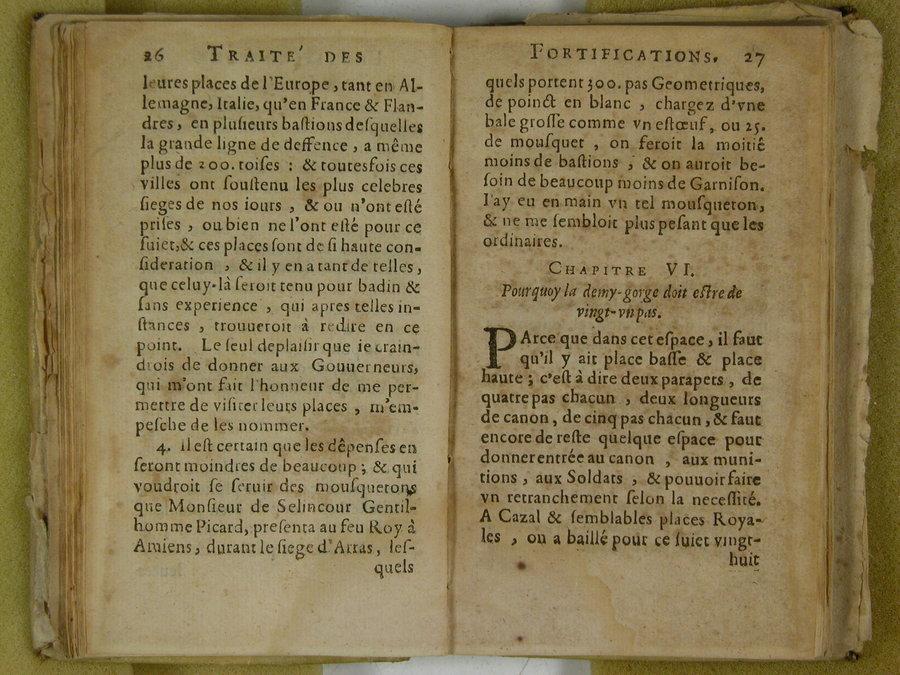 26 TRAITÉ DES
leures places de l'Europe, tant en Al-
lemagne, Italie, qu'en France & Flan-
dres, en pluſieurs baſtions deſquelles
la grande ligne de deffence, a même
plus de 200. toiſes : & toutesfois ces
villes ont ſouſtenu les plus celebres
ſieges de nos iours, & ou n'ont eſté
priſes, ou bien ne l'ont eſté pour ce
ſuiet, & ces places ſont de ſi haute con-
ſideration, & il y en a tant de telles,
que celuy-là ſeroit tenu pour badin &
ſans experience, qui apres telles in-
ſtances, trouueroit à redire en ce
point. Le ſeul deplaiſir que ie crain-
drois de donner aux Gouuerneurs,
qui m'ont fait l'honneur de me per-
mettre de viſiter leurs places, m'em-
peſche de les nommer.
4. il eſt certain que les dêpenſes en
ſeront moindres de beaucoup ; & qui
voudroit ſe ſeruir des mouſquetons
que Monſieur de Selincour Gentil-
homme Picard, preſenta au feu Roy à
Amiens, durant le ſiege d'Arras, leſ-
quels
FORTIFICATIONS. 27
quels portent 300. pas Geometriques,
de poinct en blanc, chargez d'vne
bale groſſe comme vn eſtœuf, ou 25.
de mouſquet, on feroit la moitié
moins de baſtions ; & on auroit be-
ſoin de beaucoup moins de Garniſon.
I'ay eu en main vn tel mouſqueton,
& ne me ſembloit plus peſant que les
ordinaires.
CHAPITRE VI.
Pourquoy la demy-gorge doit eſtre de
vingt-vn pas.
PArce que dans cet eſpace, il faut
qu'il y ait place baſſe & place
haute ; c'eſt à dire deux parapets, de
quatre pas chacun, deux longueurs
de canon, de cinq pas chacun, & faut
encore de reſte quelque eſpace pour
donner entrée au canon, aux muni-
tions, aux Soldats, & pouuoir faire
vn retranchement ſelon la neceſſité.
A Cazal & ſemblables places Roya-
les, on a baillé pour ce ſuiet vingt-
huit